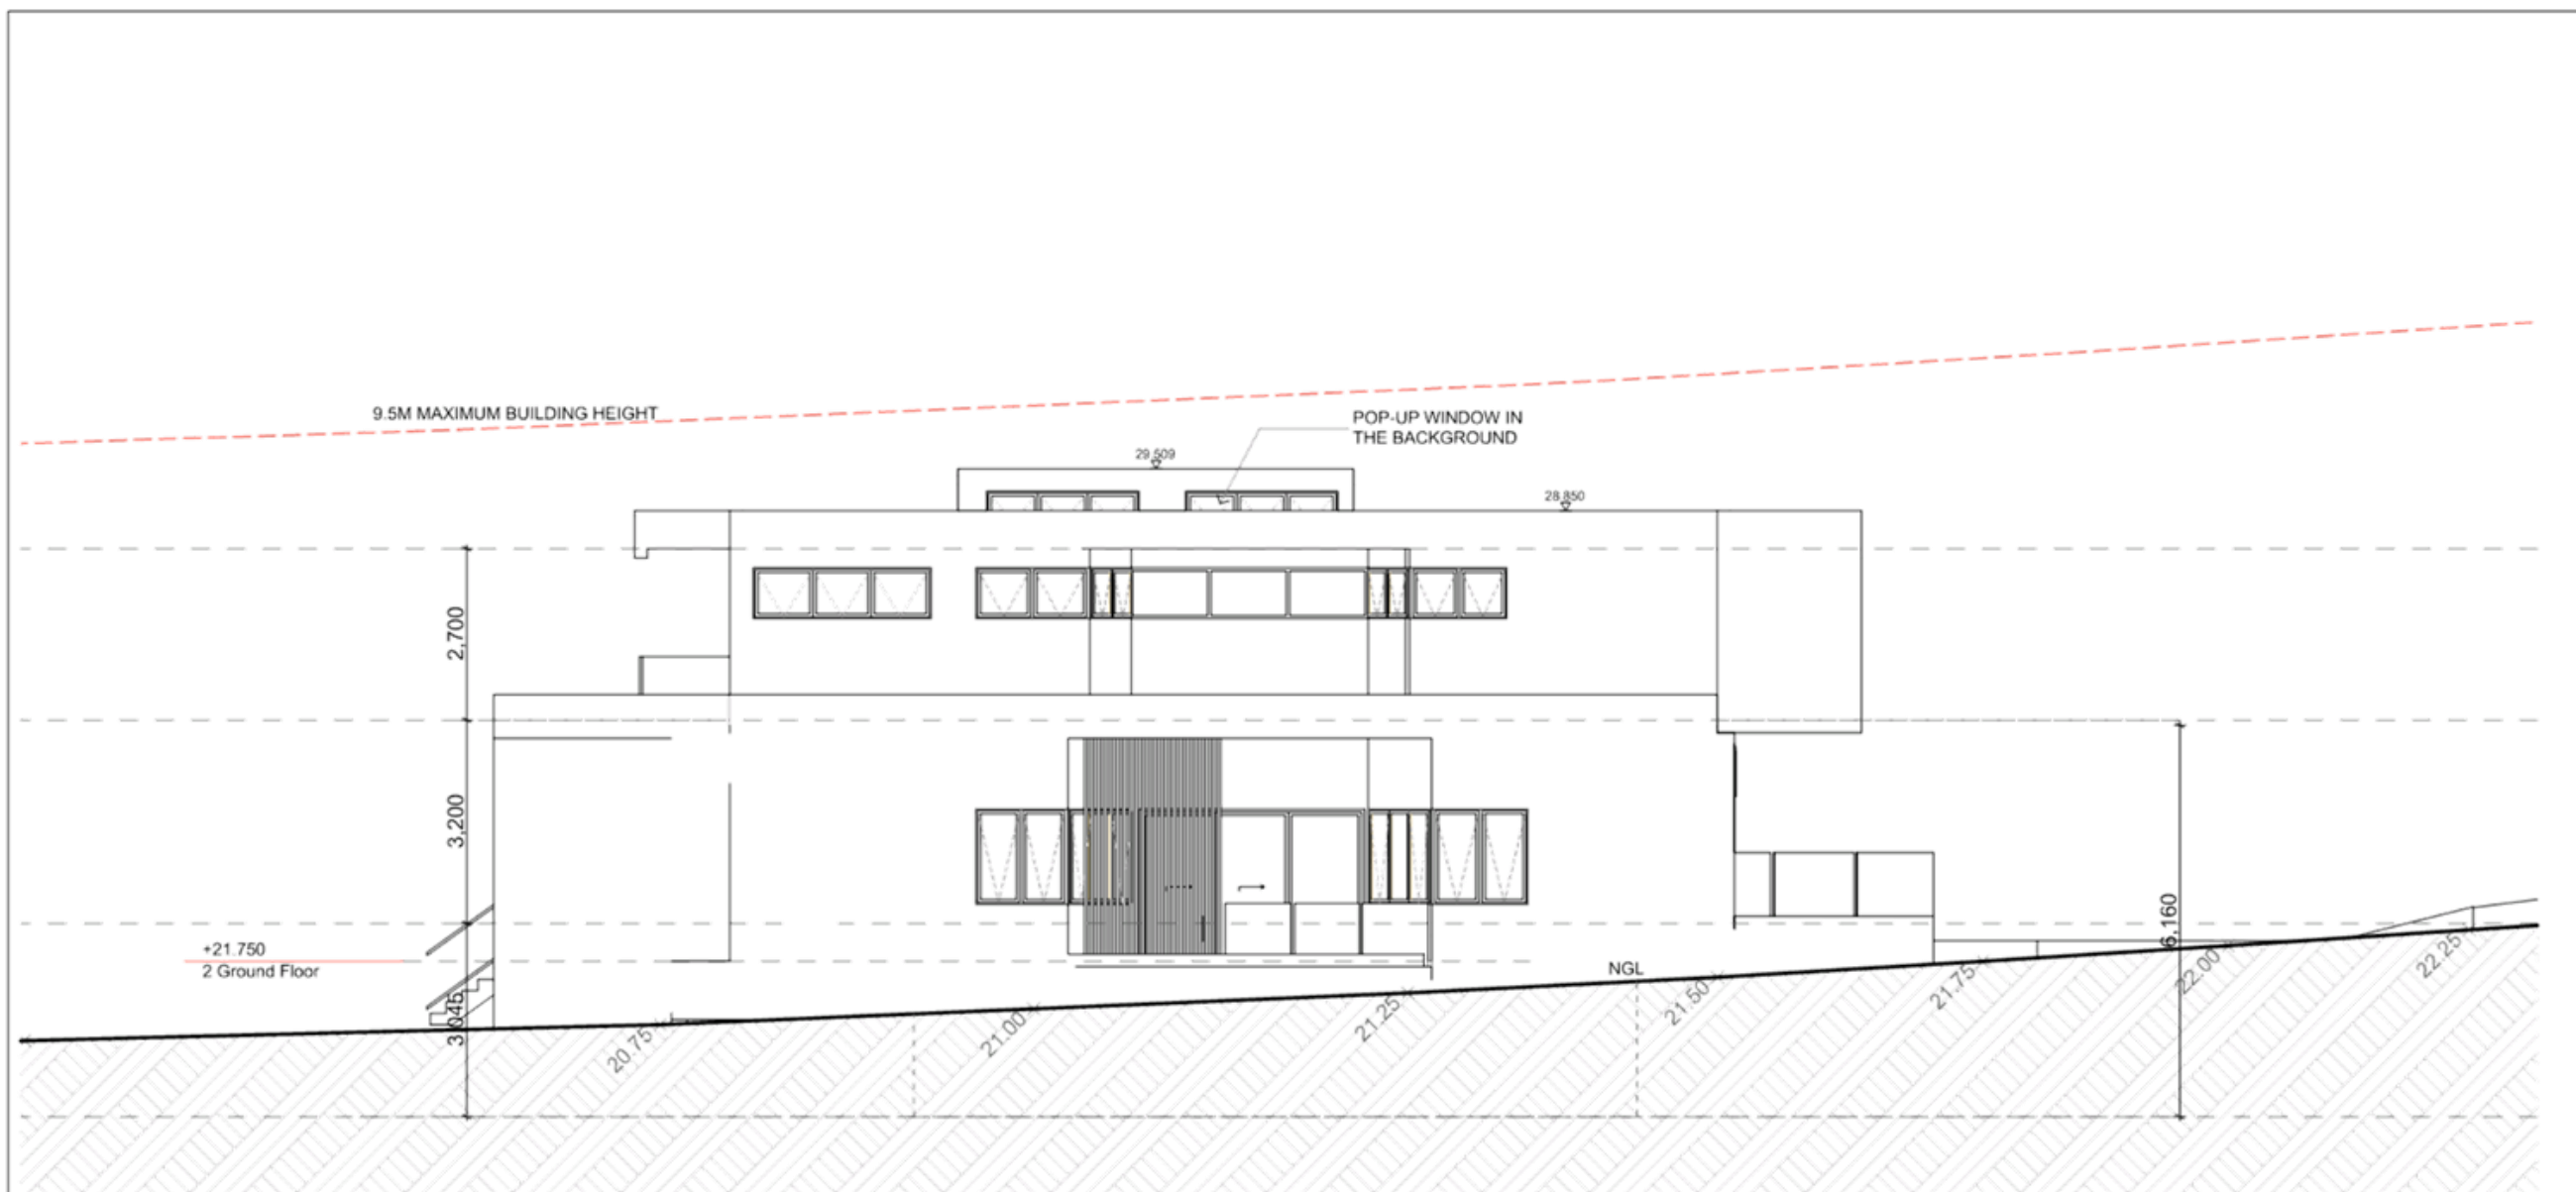 9.5M MAXIMUM BUILDING HEIGHT
POP-UP WINDOW IN
THE BACKGROUND
29.509
28.850
2,700
3,200
6,160
+21.750
2 Ground Floor
NGL
3,045
20.75
21.00
21.25
21.50
21.75
22.00
22.25